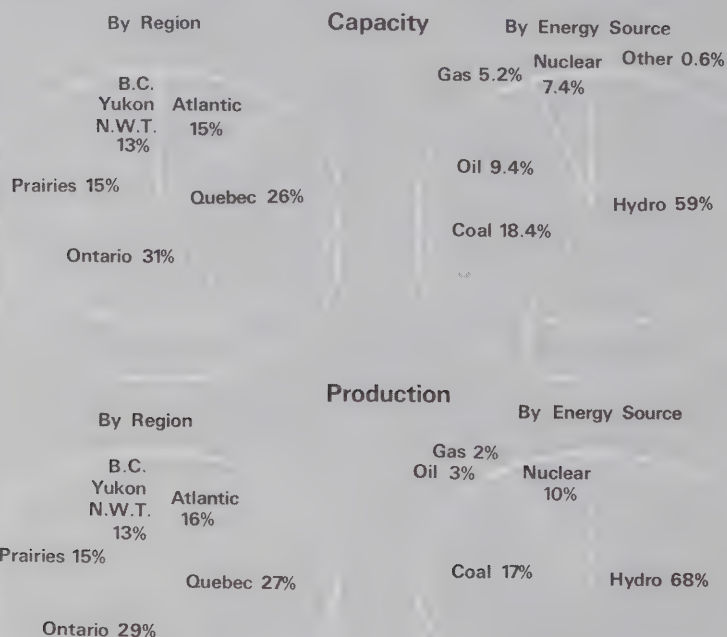 Capacity
By Region
B.C.
Yukon
N.W.T.
13%
Atlantic
15%
Prairies 15%
Quebec 26%
Ontario 31%
By Energy Source
Gas 5.2%
Nuclear
7.4%
Other 0.6%
Oil 9.4%
Hydro 59%
Coal 18.4%
Production
By Region
B.C.
Yukon
N.W.T.
13%
Atlantic
16%
Prairies 15%
Quebec 27%
Ontario 29%
By Energy Source
Gas 2%
Oil 3%
Nuclear
10%
Coal 17%
Hydro 68%